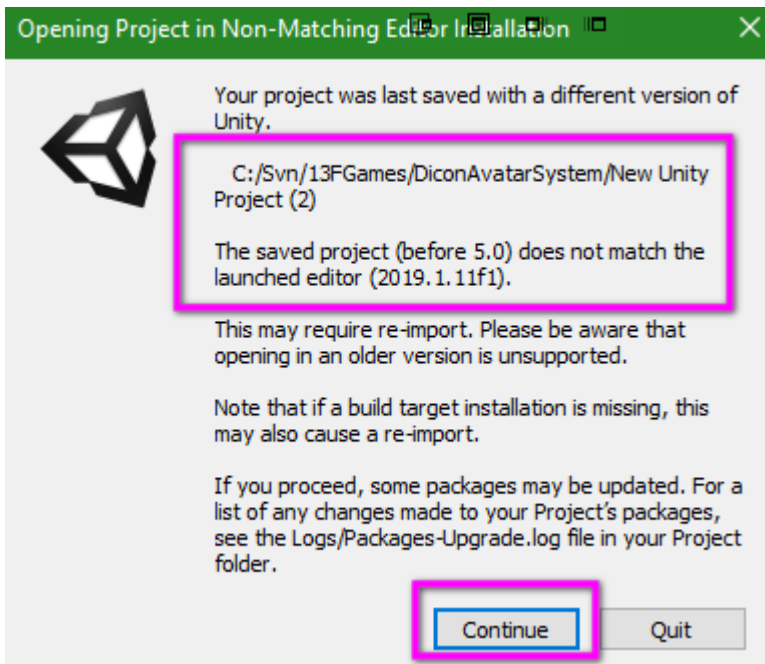 Opening Project in Non-Matching Editor Installation
Your project was last saved with a different version of
Unity.
C:/Svn/13FGames/DiconAvatarSystem/New Unity
Project (2)
The saved project (before 5.0) does not match the
launched editor (2019.1.11f1).
This may require re-import. Please be aware that
opening in an older version is unsupported.
Note that if a build target installation is missing, this
may also cause a re-import.
If you proceed, some packages may be updated. For a
list of any changes made to your Project's packages,
see the Logs/Packages-Upgrade.log file in your Project
folder.
Continue
Quit